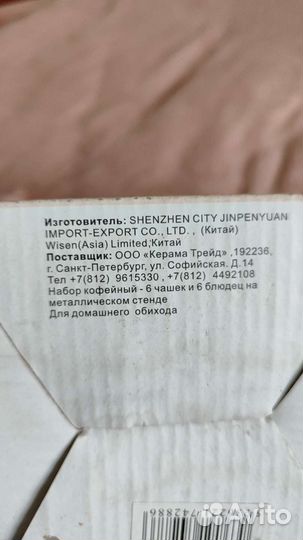 Изготовитель: SHENZHEN CITY JINPENYUAN
IMPORT-EXPORT CO., LTD. , (Китай)
Wisen(Asia) Limited,Китай
Поставщик: ООО «Керама Трейд» ,192236,
г. Санкт-Петербург, ул. Софийская. Д.14
Тел +7(812) 9615330 ,+7(812) 4492108
Набор кофейный - 6 чашек и 6 блюдец на
металлическом стенде
Для домашнего обихода
Avito